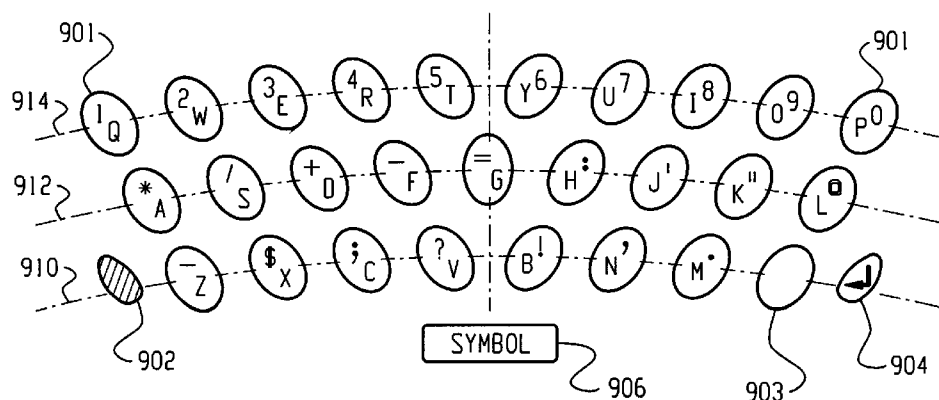 901 901
914 1Q 2W 3E 4R 5T Y6 U7 I8 O9 P0
912 *A /S +D −F =G H: J' K" L@
910 −Z $X ;C ?V B! N’ M. ↵
902 SYMBOL 906 903 904